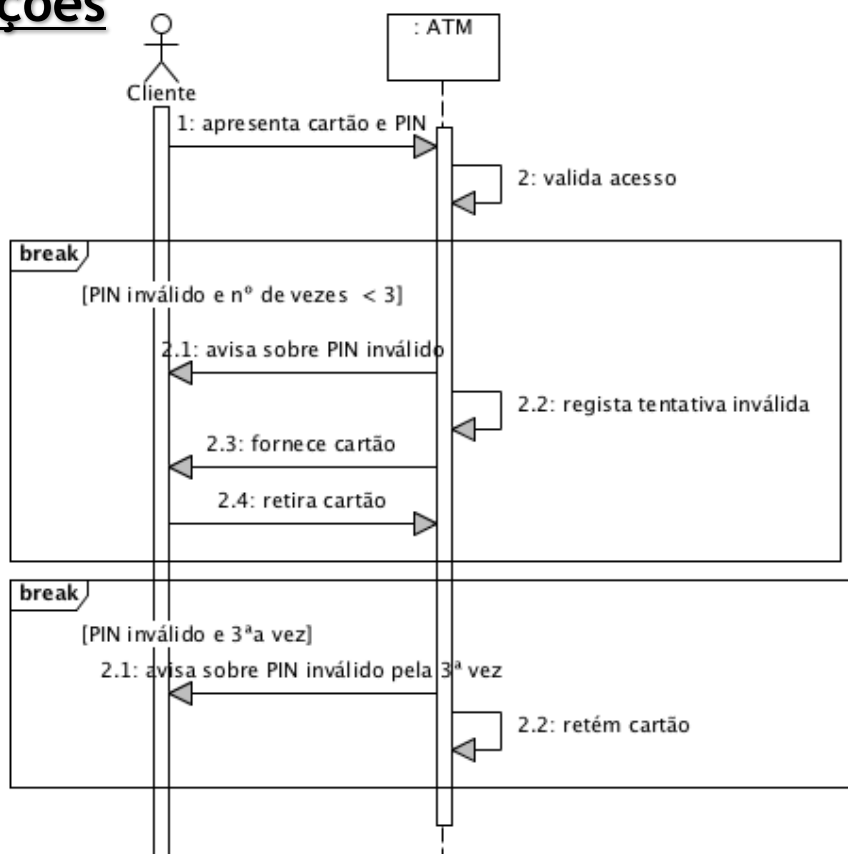 ções
: ATM
Cliente
1: apresenta cartão e PIN
2: valida acesso
break
[PIN inválido e nº de vezes < 3]
2.1: avisa sobre PIN inválido
2.2: regista tentativa inválida
2.3: fornece cartão
2.4: retira cartão
break
[PIN inválido e 3ªa vez]
2.1: avisa sobre PIN inválido pela 3ª vez
2.2: retém cartão